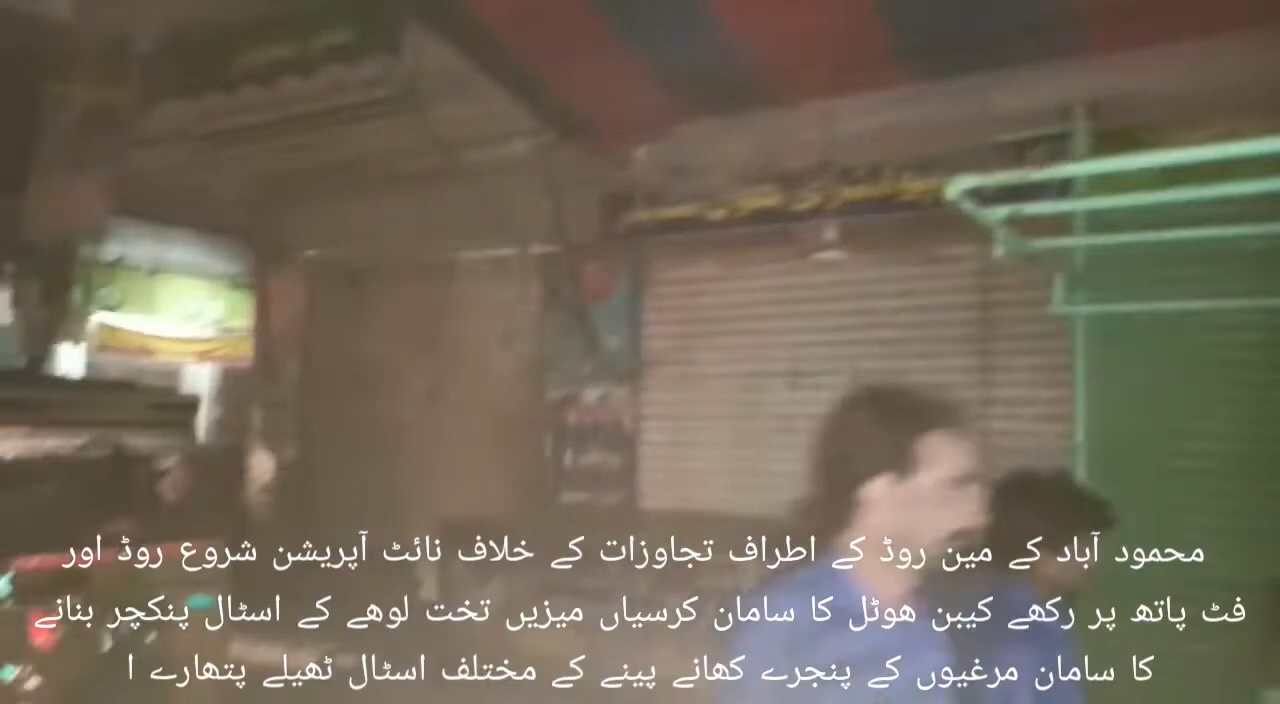 محمود آباد کے مین روڈ کے اطراف تجاوزات کے خلاف نائٹ آپریشن شروع روڈ اور
فٹ پاتھ پر رکھے کیبن ھوٹل کا سامان کرسیاں میزیں تخت لوھے کے اسٹال پنکچر بنانے
کا سامان مرغیوں کے پنجرے کھانے پینے کے مختلف اسٹال ٹھیلے پتھارے ا